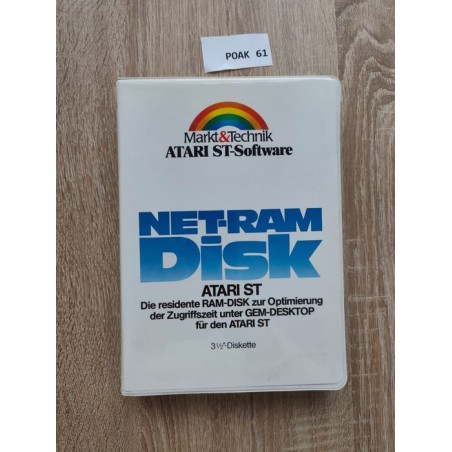 POAK 61
Markt&Technik
ATARI ST-Software
NET-RAM
Disk
ATARI ST
Die residente RAM-DISK zur Optimierung
der Zugriffszeit unter GEM-DESKTOP
für den ATARI ST
3½"-Diskette